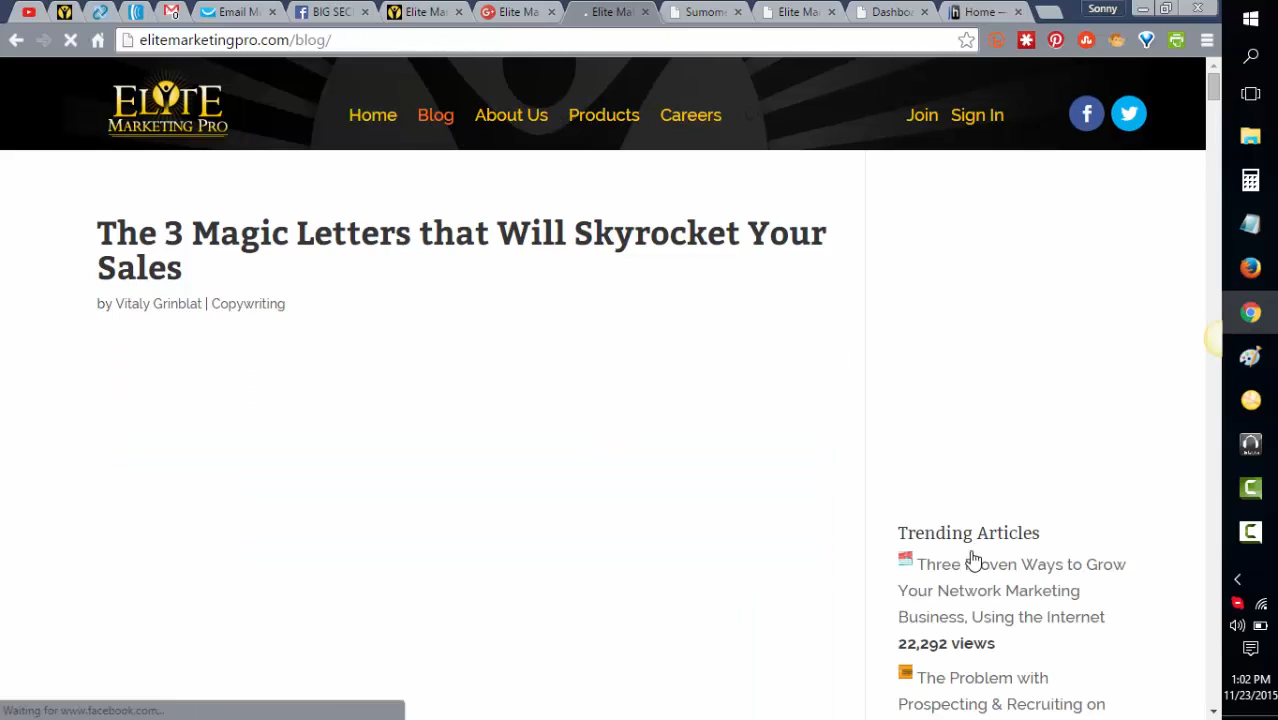 Email Ma
BIG SEC
Elite Ma
Elite Ma
Elite Ma
Sumome
Elite Ma
Dashboa
Home —
Sonny
elitemarketingpro.com/blog/
ELITE
MARKETING PRO
Home
Blog
About Us
Products
Careers
Join
Sign In
The 3 Magic Letters that Will Skyrocket Your
Sales
by Vitaly Grinblat | Copywriting
Trending Articles
Three Proven Ways to Grow
Your Network Marketing
Business, Using the Internet
22,292 views
The Problem with
Prospecting & Recruiting on
Waiting for www.facebook.com...
1:02 PM
11/23/2015